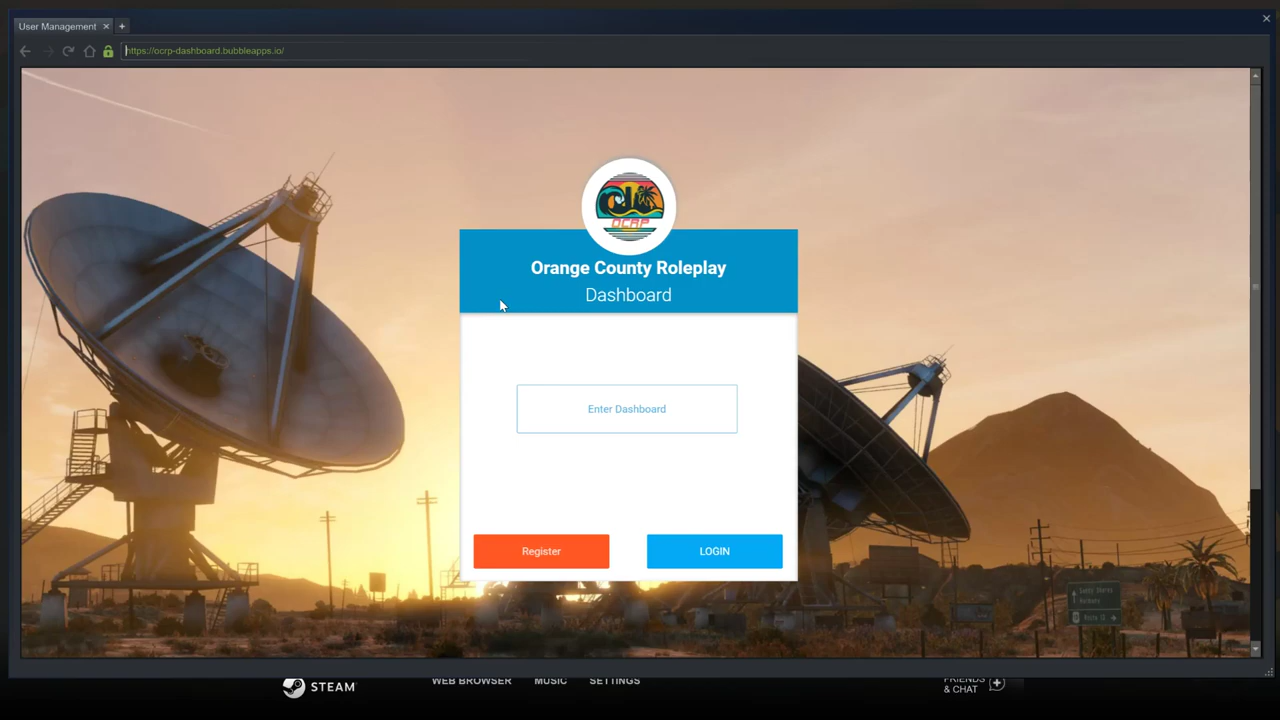 User Management
https://ocrp-dashboard.bubbleapps.io/
OCRP
Orange County Roleplay
Dashboard
Enter Dashboard
Register
LOGIN
STEAM
WEB BROWSER
MUSIC
SETTINGS
FRIENDS
& CHAT